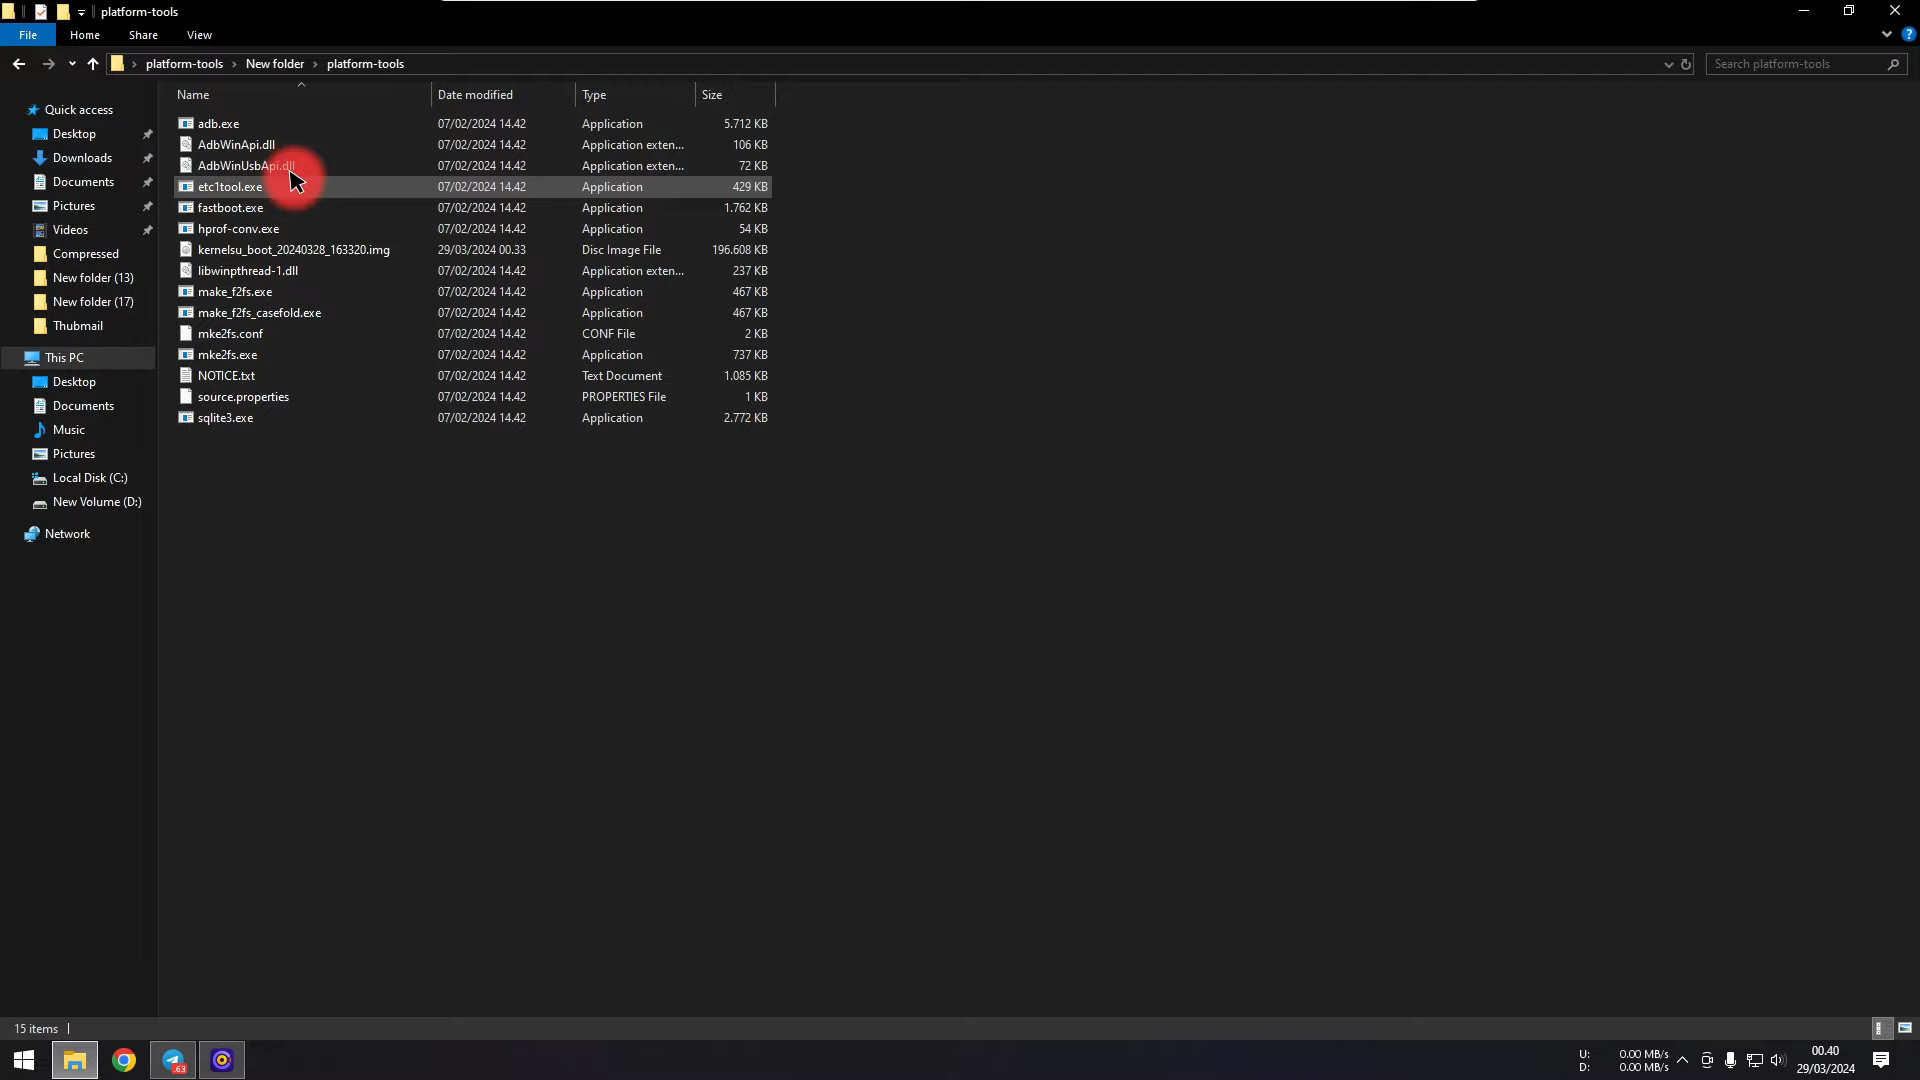 platform-tools
File Home Share View
platform-tools › New folder › platform-tools
Search platform-tools
Name Date modified Type Size
Quick access
Desktop
Downloads
Documents
Pictures
Videos
Compressed
New folder (13)
New folder (17)
Thubmail
This PC
Desktop
Documents
Music
Pictures
Local Disk (C:)
New Volume (D:)
Network
adb.exe 07/02/2024 14.42 Application 5.712 KB
AdbWinApi.dll 07/02/2024 14.42 Application exten... 106 KB
AdbWinUsbApi.dll 07/02/2024 14.42 Application exten... 72 KB
etc1tool.exe 07/02/2024 14.42 Application 429 KB
fastboot.exe 07/02/2024 14.42 Application 1.762 KB
hprof-conv.exe 07/02/2024 14.42 Application 54 KB
kernelsu_boot_20240328_163320.img 29/03/2024 00.33 Disc Image File 196.608 KB
libwinpthread-1.dll 07/02/2024 14.42 Application exten... 237 KB
make_f2fs.exe 07/02/2024 14.42 Application 467 KB
make_f2fs_casefold.exe 07/02/2024 14.42 Application 467 KB
mke2fs.conf 07/02/2024 14.42 CONF File 2 KB
mke2fs.exe 07/02/2024 14.42 Application 737 KB
NOTICE.txt 07/02/2024 14.42 Text Document 1.085 KB
source.properties 07/02/2024 14.42 PROPERTIES File 1 KB
sqlite3.exe 07/02/2024 14.42 Application 2.772 KB
15 items
.63
U: 0.00 MB/s
D: 0.00 MB/s
00.40
29/03/2024